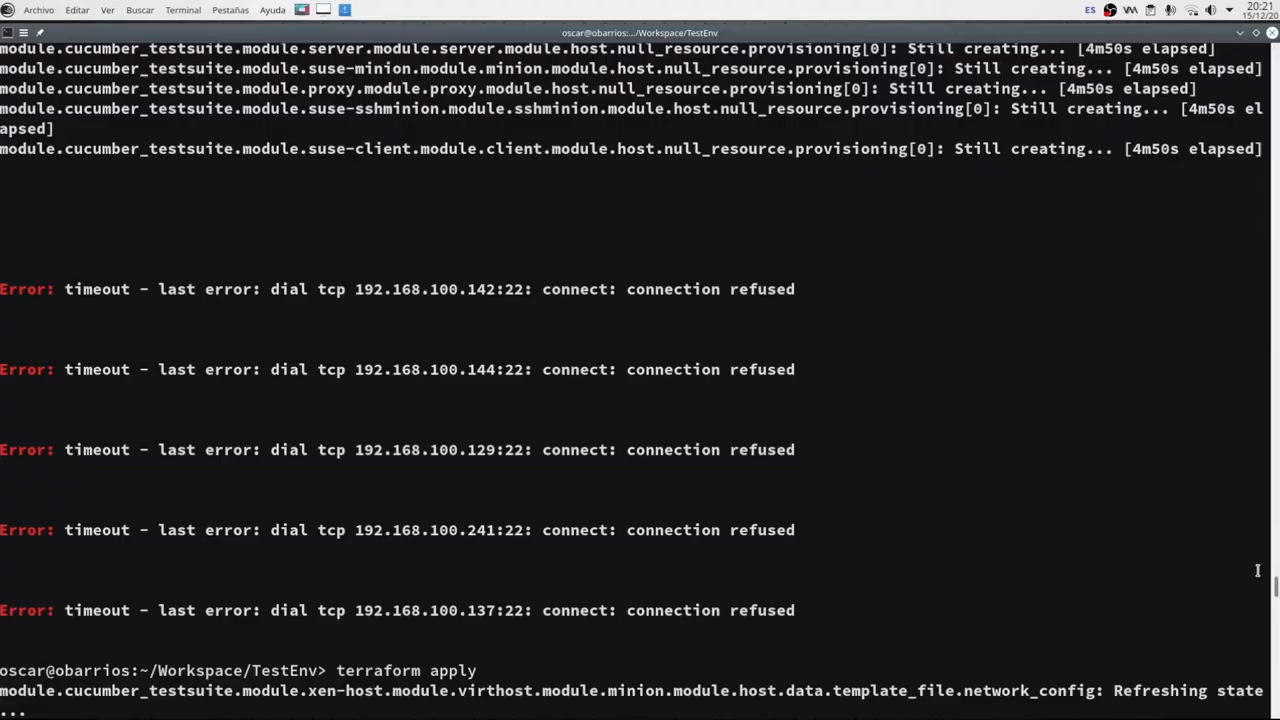 Archivo Editar Ver Buscar Terminal Pestañas Ayuda ES 20:21
15/12/20
oscar@obarrios:.../Workspace/TestEnv
module.cucumber_testsuite.module.server.module.server.module.host.null_resource.provisioning[0]: Still creating... [4m50s elapsed]
module.cucumber_testsuite.module.suse-minion.module.minion.module.host.null_resource.provisioning[0]: Still creating... [4m50s elapsed]
module.cucumber_testsuite.module.proxy.module.proxy.module.host.null_resource.provisioning[0]: Still creating... [4m50s elapsed]
module.cucumber_testsuite.module.suse-sshminion.module.sshminion.module.host.null_resource.provisioning[0]: Still creating... [4m50s el
apsed]
module.cucumber_testsuite.module.suse-client.module.client.module.host.null_resource.provisioning[0]: Still creating... [4m50s elapsed]
Error: timeout - last error: dial tcp 192.168.100.142:22: connect: connection refused
Error: timeout - last error: dial tcp 192.168.100.144:22: connect: connection refused
Error: timeout - last error: dial tcp 192.168.100.129:22: connect: connection refused
Error: timeout - last error: dial tcp 192.168.100.241:22: connect: connection refused
Error: timeout - last error: dial tcp 192.168.100.137:22: connect: connection refused
oscar@obarrios:~/Workspace/TestEnv> terraform apply
module.cucumber_testsuite.module.xen-host.module.virthost.module.minion.module.host.data.template_file.network_config: Refreshing state
...